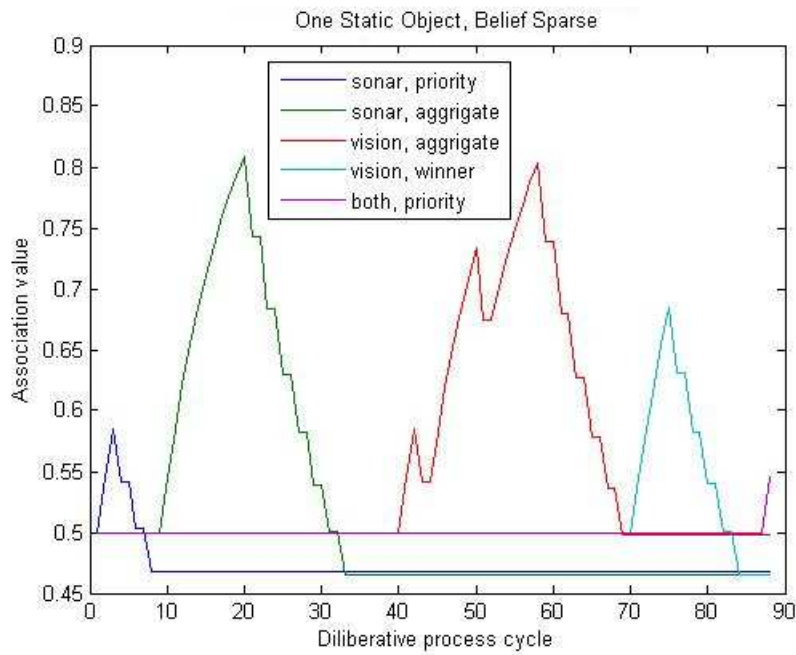 One Static Object, Belief Sparse
sonar, priority
sonar, aggrigate
vision, aggrigate
vision, winner
both, priority
Association value
0.9
0.85
0.8
0.75
0.7
0.65
0.6
0.55
0.5
0.45
0 10 20 30 40 50 60 70 80 90
Diliberative process cycle